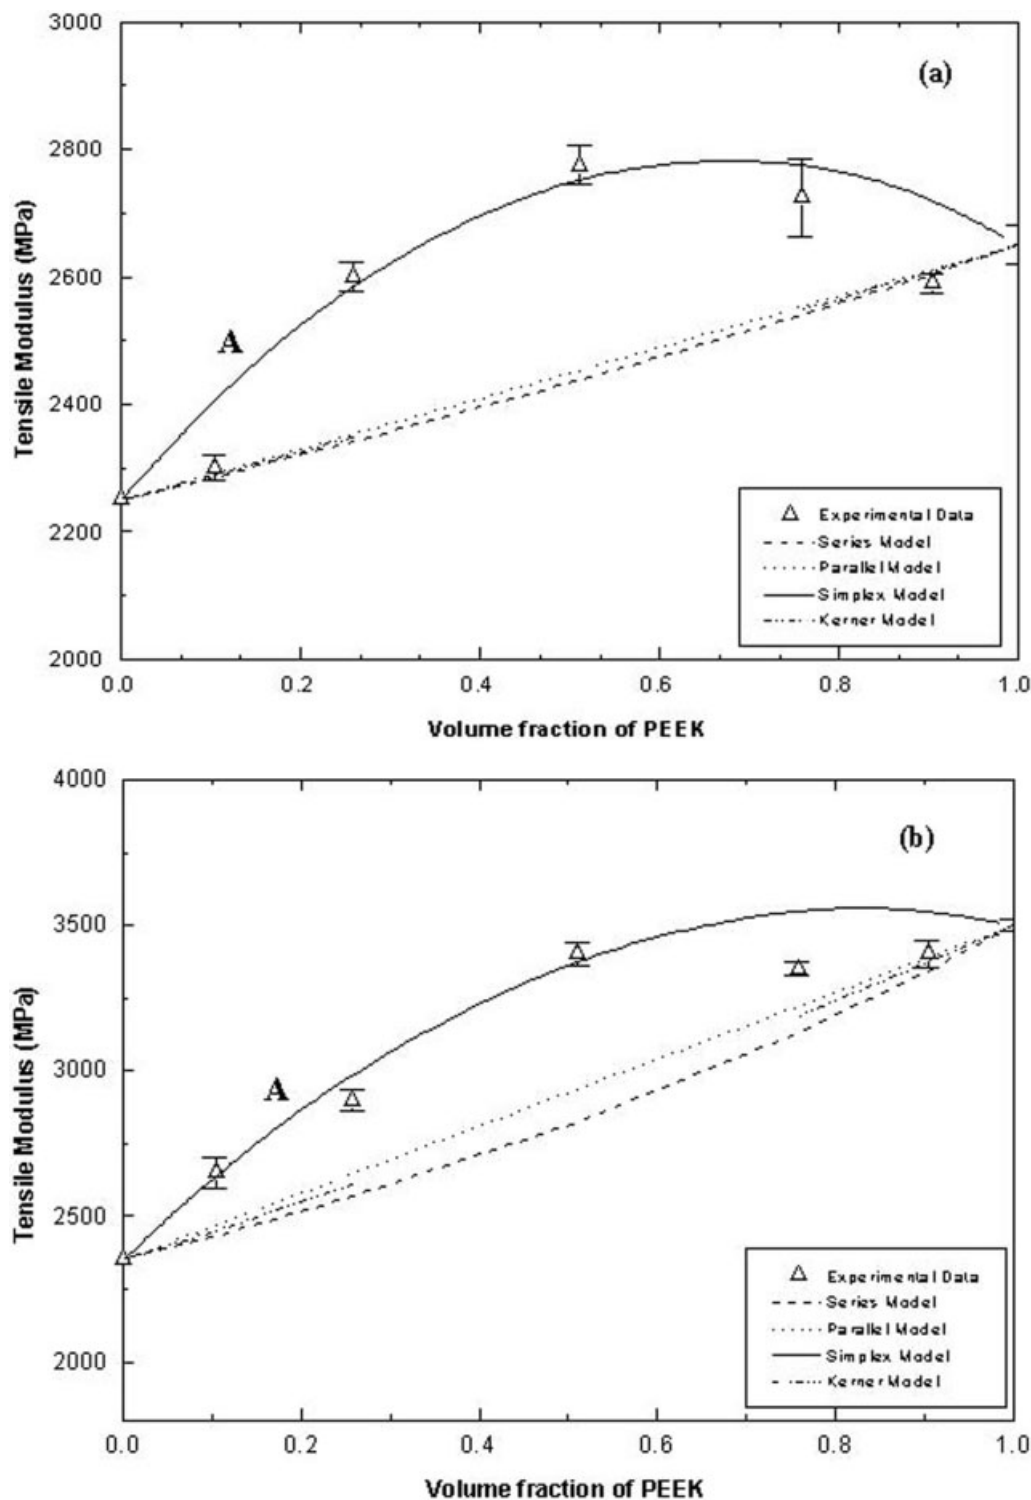 3000
(a)
2800
2600
2400
2200
2000
Tensile Modulus (MPa)
A
Experimental Data
Series Model
Parallel Model
Simplex Model
Kerner Model
0.0 0.2 0.4 0.6 0.8 1.0
Volume fraction of PEEK
4000
(b)
3500
3000
2500
2000
Tensile Modulus (MPa)
A
Experimental Data
Series Model
Parallel Model
Simplex Model
Kerner Model
0.0 0.2 0.4 0.6 0.8 1.0
Volume fraction of PEEK